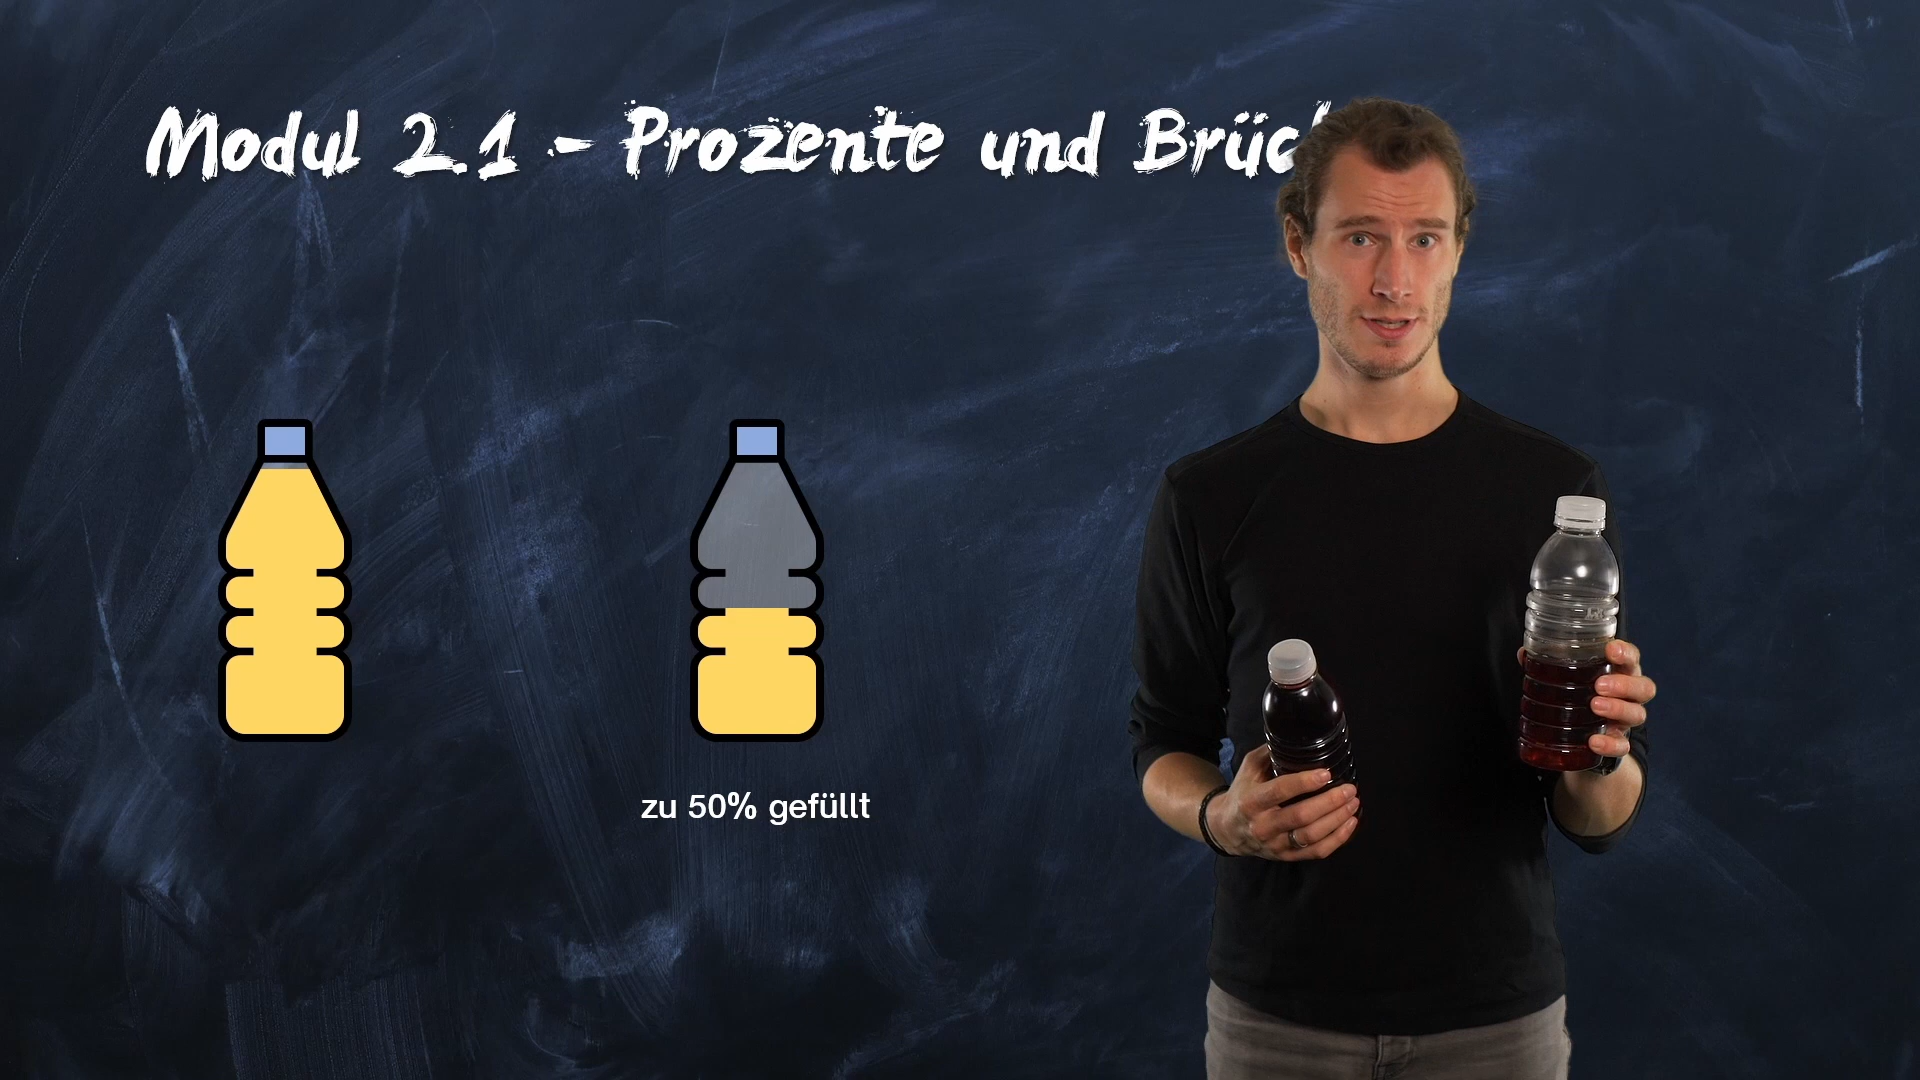 Modul 2.1 - Prozente und
zu 50% gefüllt